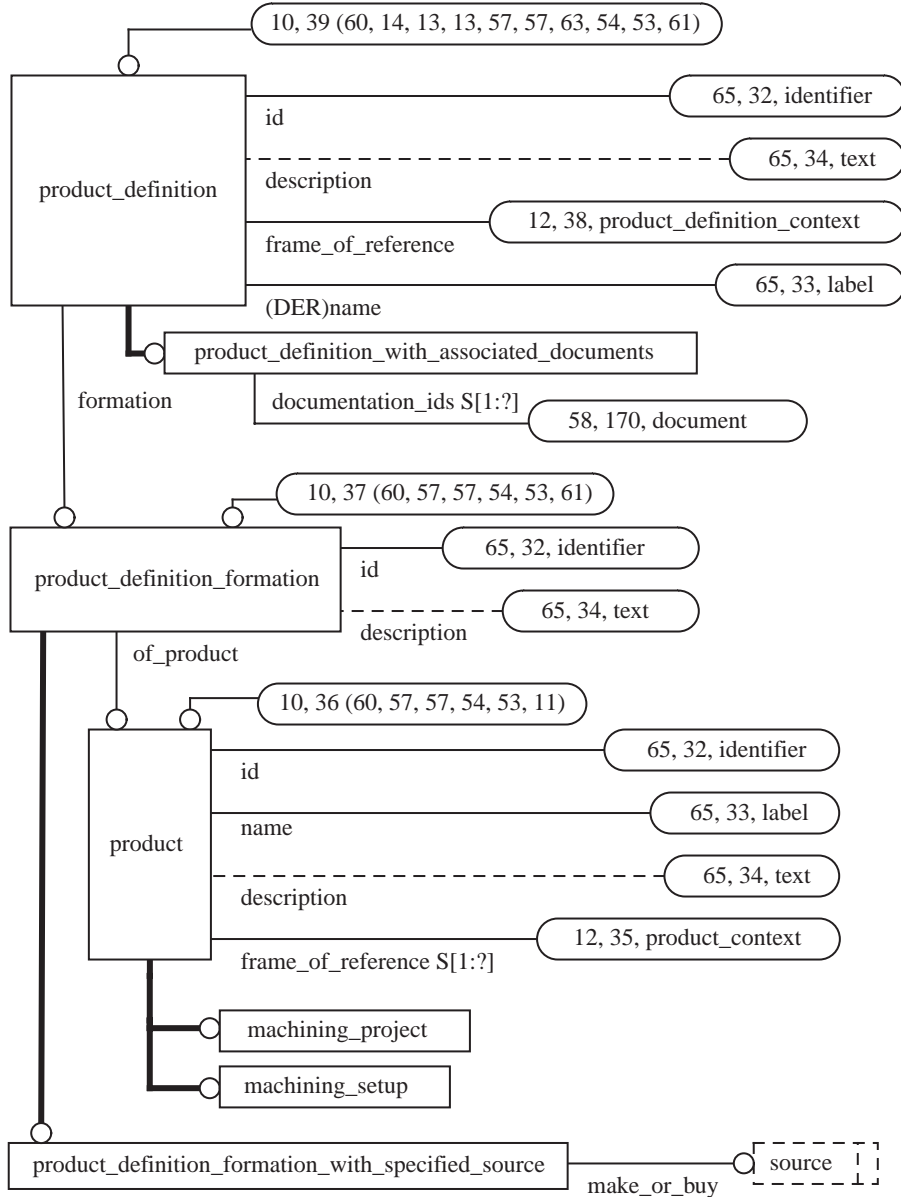 10, 39 (60, 14, 13, 13, 57, 57, 63, 54, 53, 61)
65, 32, identifier
id
65, 34, text
description
product_definition
12, 38, product_definition_context
frame_of_reference
65, 33, label
(DER)name
product_definition_with_associated_documents
formation
documentation_ids S[1:?]
58, 170, document
10, 37 (60, 57, 57, 54, 53, 61)
65, 32, identifier
id
product_definition_formation
65, 34, text
description
of_product
10, 36 (60, 57, 57, 54, 53, 11)
65, 32, identifier
id
65, 33, label
name
product
65, 34, text
description
12, 35, product_context
frame_of_reference S[1:?]
machining_project
machining_setup
product_definition_formation_with_specified_source
source
make_or_buy